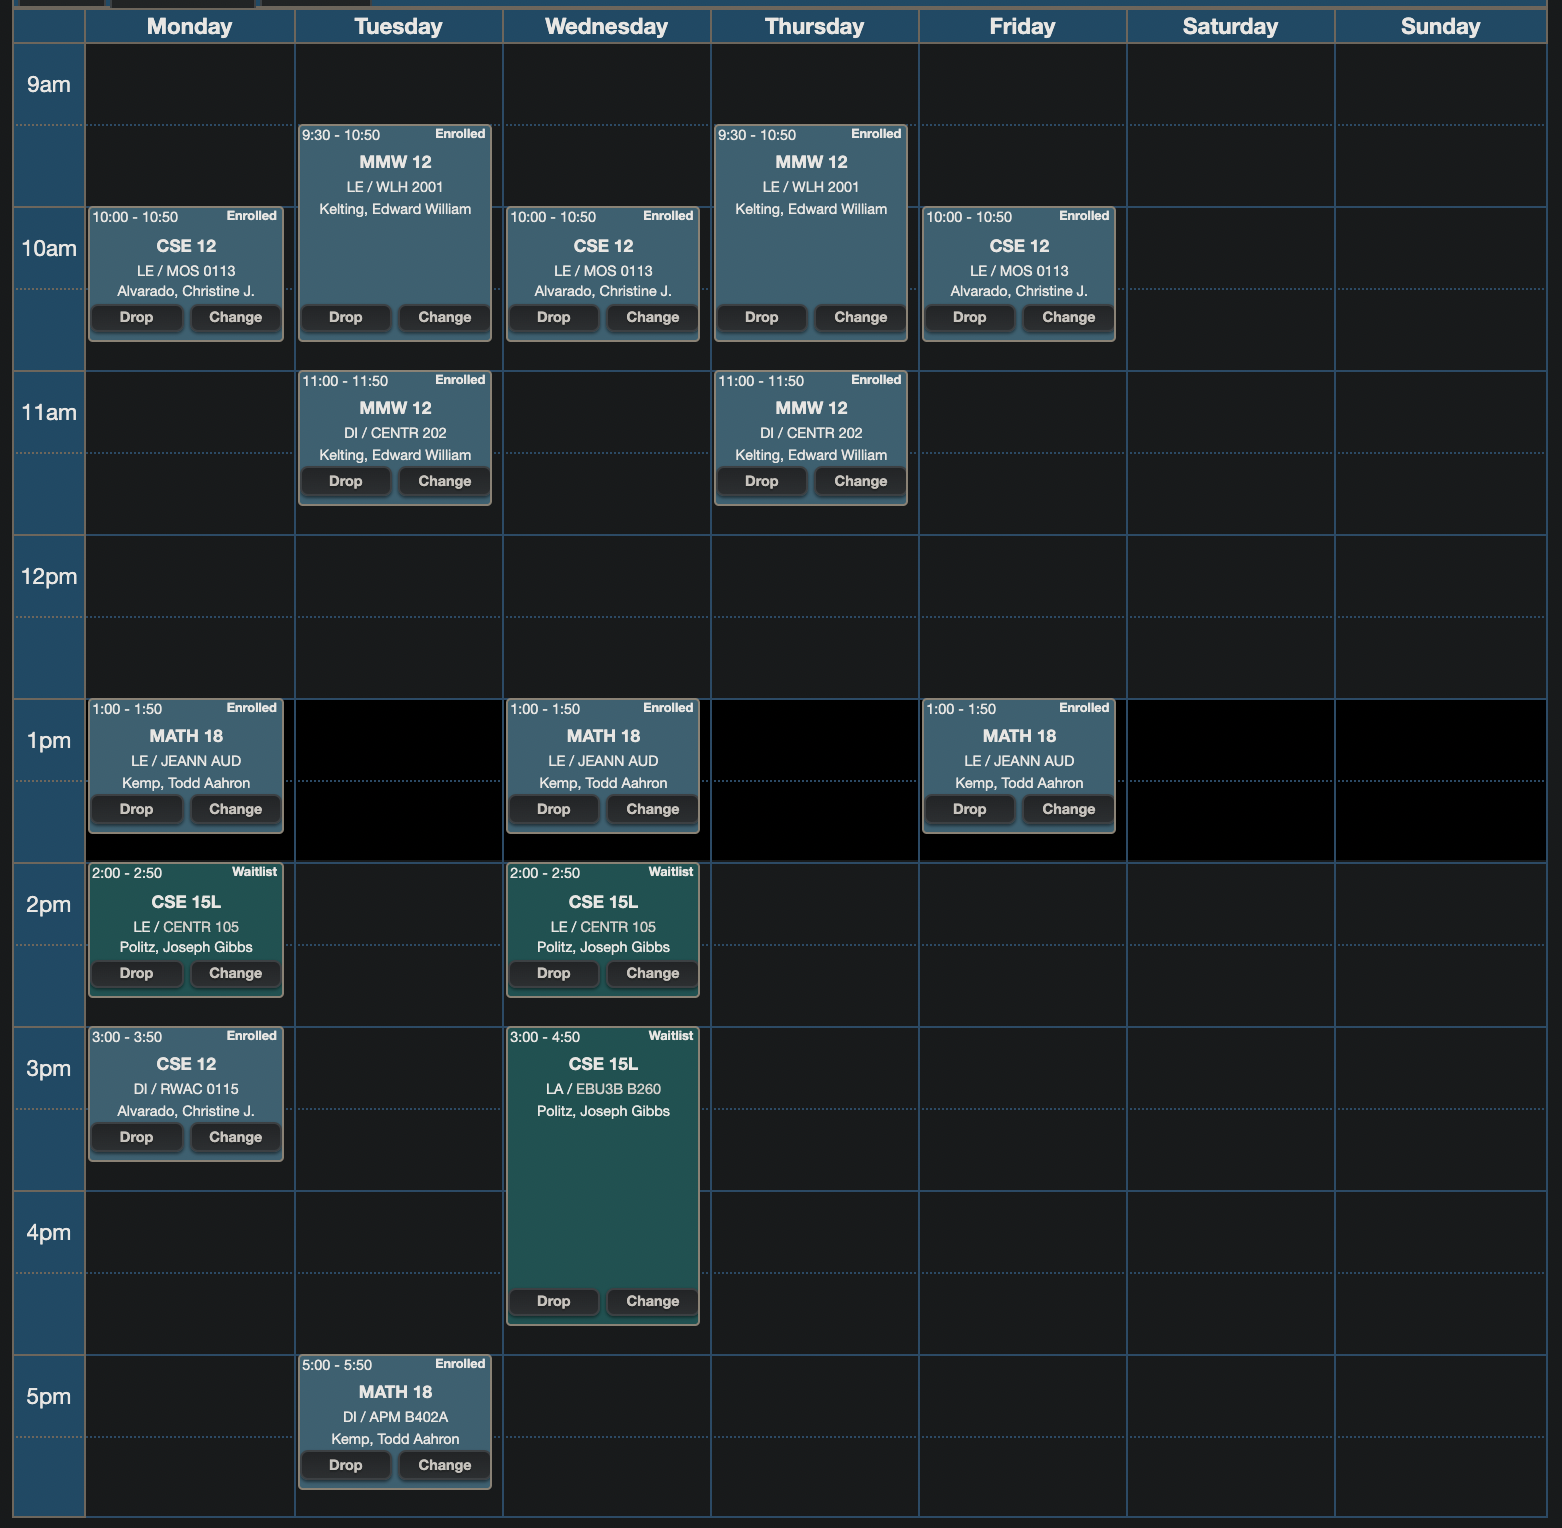 Monday Tuesday Wednesday Thursday Friday Saturday Sunday
9am
9:30 - 10:50 Enrolled
MMW 12
LE / WLH 2001
Kelting, Edward William
Drop Change
9:30 - 10:50 Enrolled
MMW 12
LE / WLH 2001
Kelting, Edward William
Drop Change
10am
10:00 - 10:50 Enrolled
CSE 12
LE / MOS 0113
Alvarado, Christine J.
Drop Change
10:00 - 10:50 Enrolled
CSE 12
LE / MOS 0113
Alvarado, Christine J.
Drop Change
10:00 - 10:50 Enrolled
CSE 12
LE / MOS 0113
Alvarado, Christine J.
Drop Change
11am
11:00 - 11:50 Enrolled
MMW 12
DI / CENTR 202
Kelting, Edward William
Drop Change
11:00 - 11:50 Enrolled
MMW 12
DI / CENTR 202
Kelting, Edward William
Drop Change
12pm
1pm
1:00 - 1:50 Enrolled
MATH 18
LE / JEANN AUD
Kemp, Todd Aahron
Drop Change
1:00 - 1:50 Enrolled
MATH 18
LE / JEANN AUD
Kemp, Todd Aahron
Drop Change
1:00 - 1:50 Enrolled
MATH 18
LE / JEANN AUD
Kemp, Todd Aahron
Drop Change
2pm
2:00 - 2:50 Waitlist
CSE 15L
LE / CENTR 105
Politz, Joseph Gibbs
Drop Change
2:00 - 2:50 Waitlist
CSE 15L
LE / CENTR 105
Politz, Joseph Gibbs
Drop Change
3pm
3:00 - 3:50 Enrolled
CSE 12
DI / RWAC 0115
Alvarado, Christine J.
Drop Change
3:00 - 4:50 Waitlist
CSE 15L
LA / EBU3B B260
Politz, Joseph Gibbs
Drop Change
4pm
5pm
5:00 - 5:50 Enrolled
MATH 18
DI / APM B402A
Kemp, Todd Aahron
Drop Change